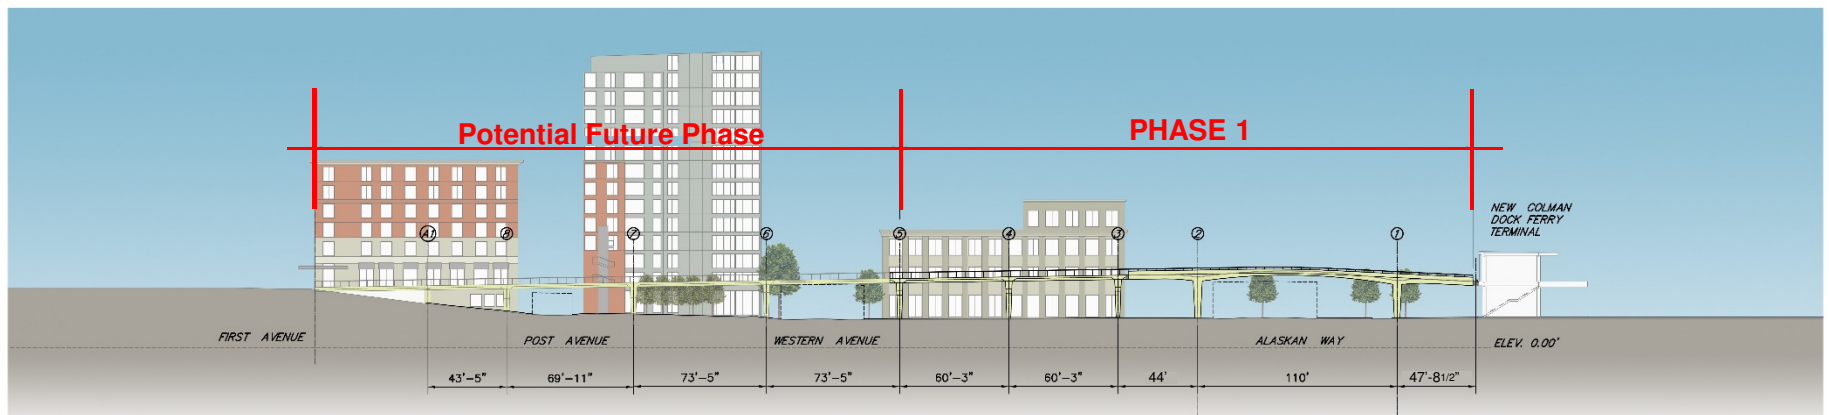 Potential Future Phase
PHASE 1
NEW COLMAN
DOCK FERRY
TERMINAL
A1
8
7
6
5
4
3
2
1
FIRST AVENUE
POST AVENUE
WESTERN AVENUE
ALASKAN WAY
ELEV. 0.00'
43'-5"
69'-11"
73'-5"
73'-5"
60'-3"
60'-3"
44'
110'
47'-81/2"